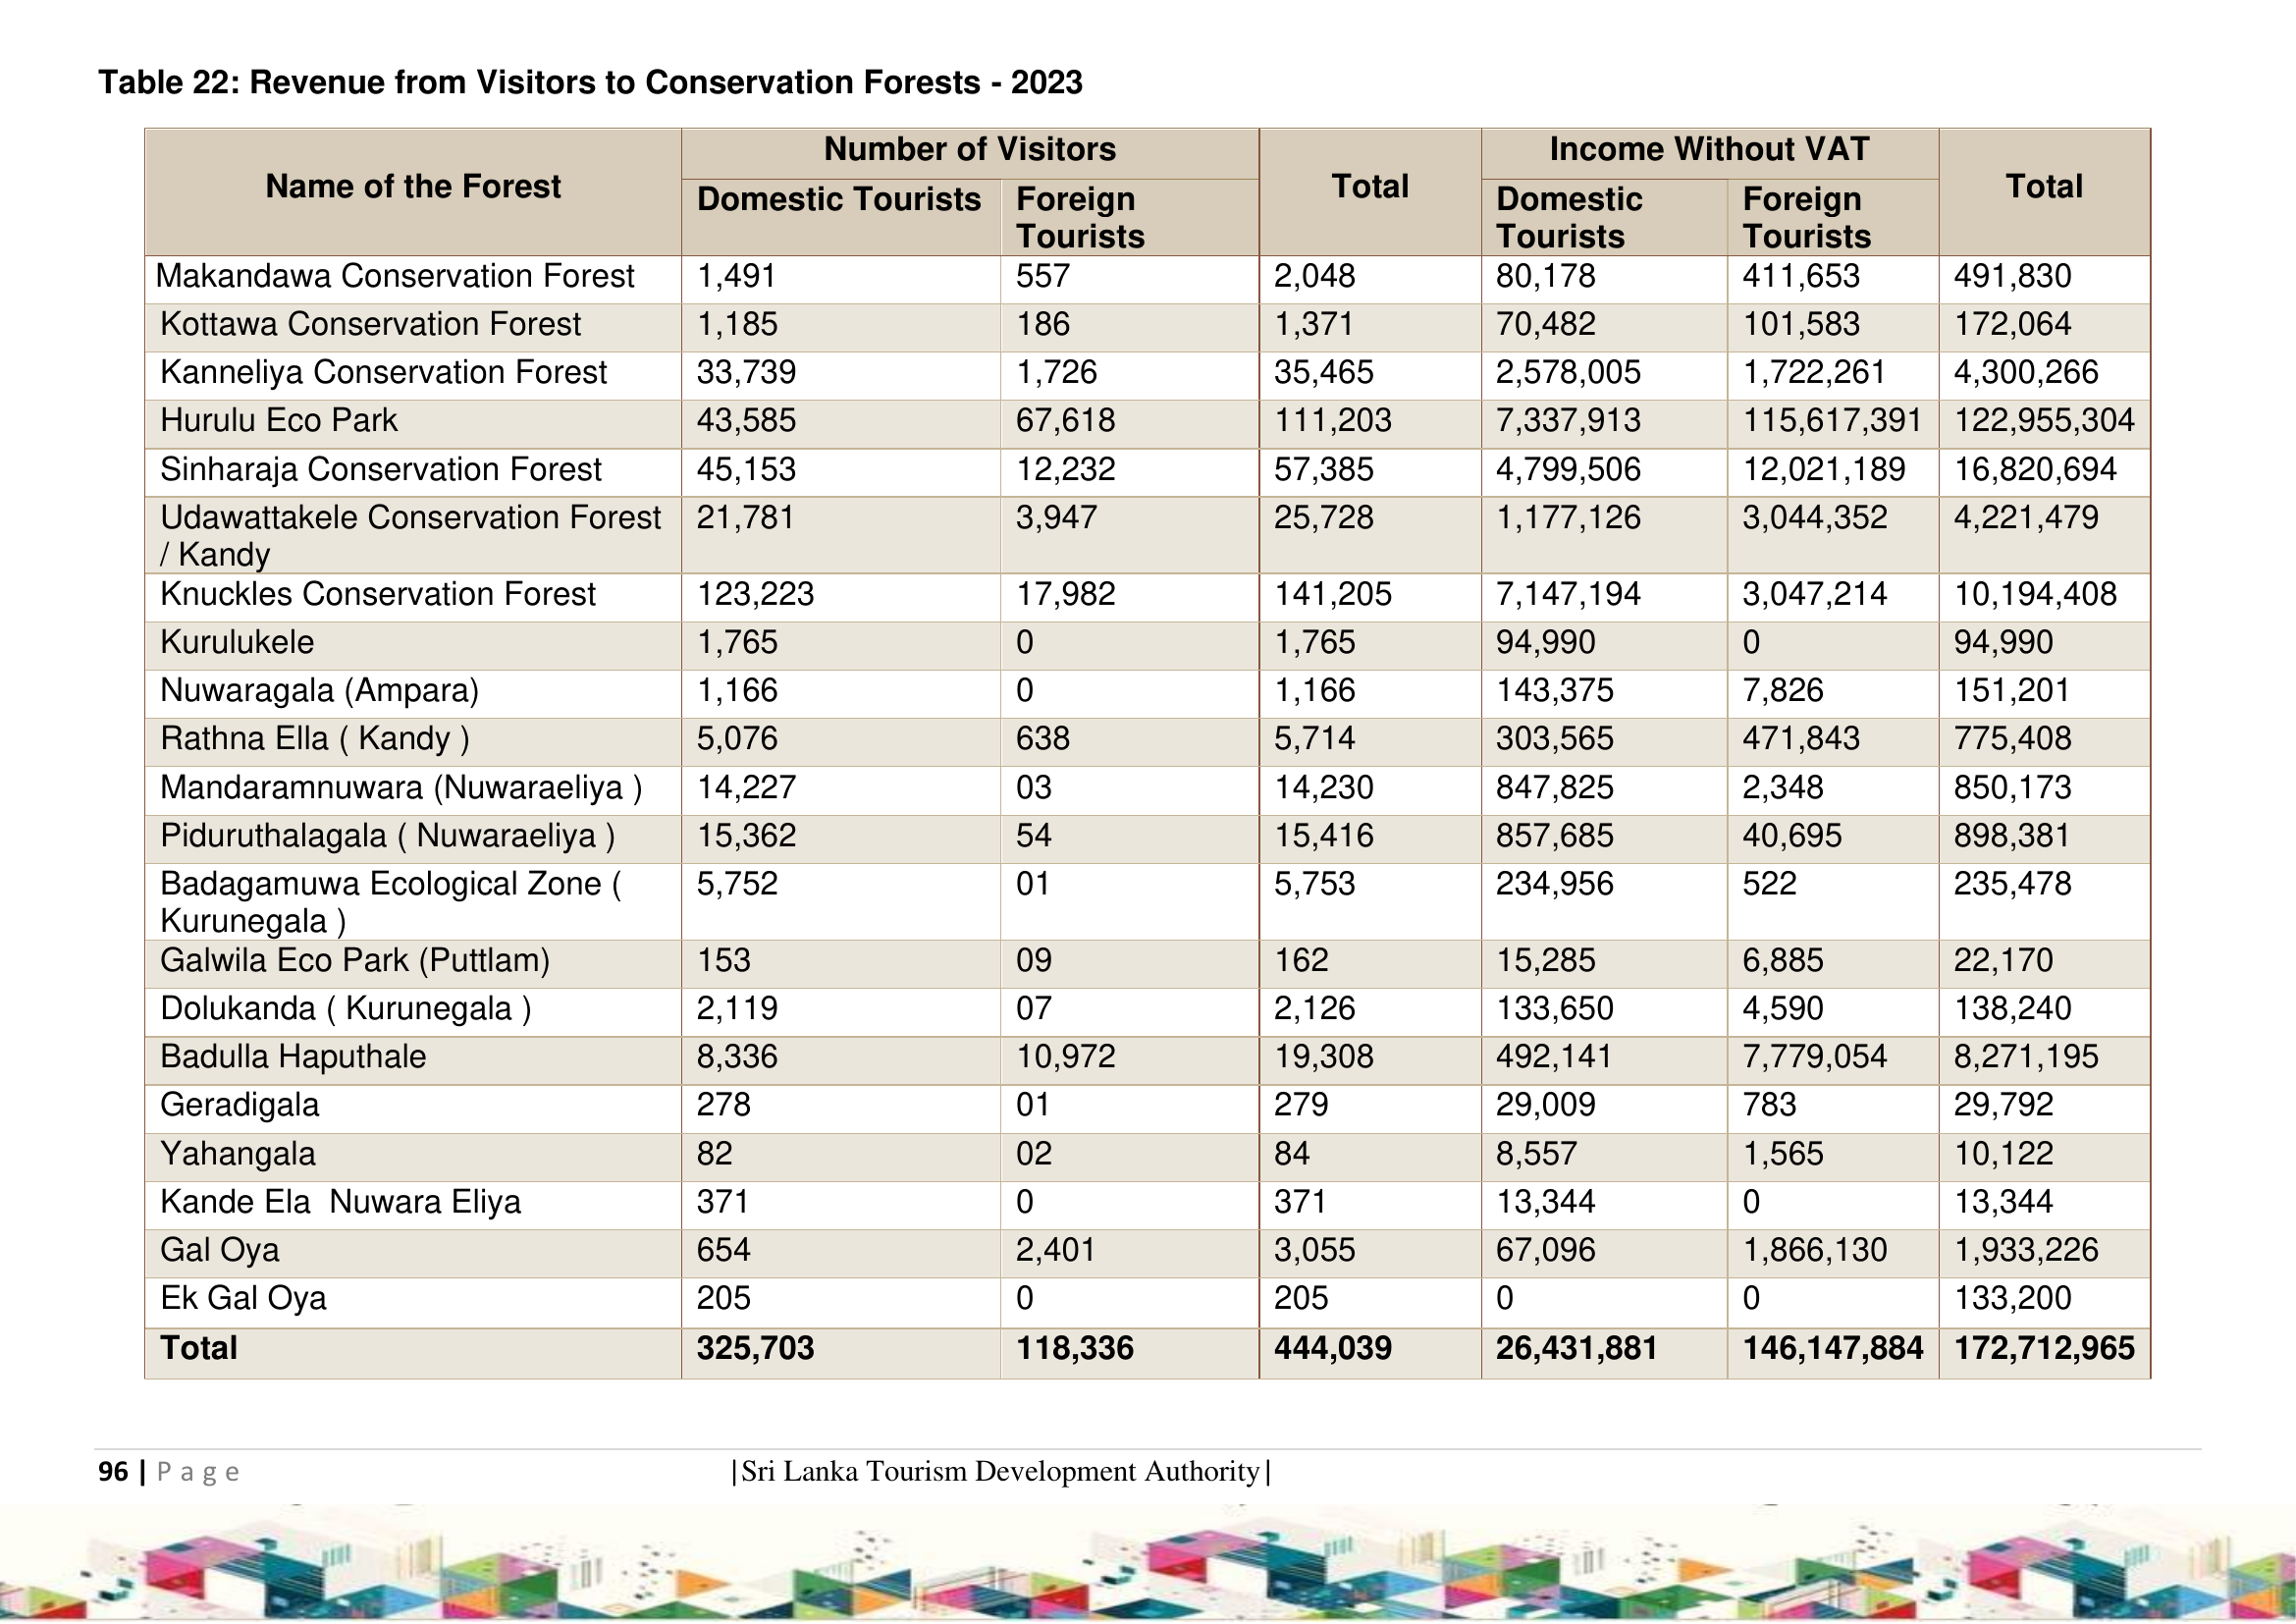 Table 22: Revenue from Visitors to Conservation Forests - 2023
Name of the Forest Number of Visitors Total Income Without VAT Total
Domestic Tourists Foreign Tourists Domestic Tourists Foreign Tourists
Makandawa Conservation Forest 1,491 557 2,048 80,178 411,653 491,830
Kottawa Conservation Forest 1,185 186 1,371 70,482 101,583 172,064
Kanneliya Conservation Forest 33,739 1,726 35,465 2,578,005 1,722,261 4,300,266
Hurulu Eco Park 43,585 67,618 111,203 7,337,913 115,617,391 122,955,304
Sinharaja Conservation Forest 45,153 12,232 57,385 4,799,506 12,021,189 16,820,694
Udawattakele Conservation Forest / Kandy 21,781 3,947 25,728 1,177,126 3,044,352 4,221,479
Knuckles Conservation Forest 123,223 17,982 141,205 7,147,194 3,047,214 10,194,408
Kurulukele 1,765 0 1,765 94,990 0 94,990
Nuwaragala (Ampara) 1,166 0 1,166 143,375 7,826 151,201
Rathna Ella ( Kandy ) 5,076 638 5,714 303,565 471,843 775,408
Mandaramnuwara (Nuwaraeliya ) 14,227 03 14,230 847,825 2,348 850,173
Piduruthalagala ( Nuwaraeliya ) 15,362 54 15,416 857,685 40,695 898,381
Badagamuwa Ecological Zone ( Kurunegala ) 5,752 01 5,753 234,956 522 235,478
Galwila Eco Park (Puttlam) 153 09 162 15,285 6,885 22,170
Dolukanda ( Kurunegala ) 2,119 07 2,126 133,650 4,590 138,240
Badulla Haputhale 8,336 10,972 19,308 492,141 7,779,054 8,271,195
Geradigala 278 01 279 29,009 783 29,792
Yahangala 82 02 84 8,557 1,565 10,122
Kande Ela  Nuwara Eliya 371 0 371 13,344 0 13,344
Gal Oya 654 2,401 3,055 67,096 1,866,130 1,933,226
Ek Gal Oya 205 0 205 0 0 133,200
Total 325,703 118,336 444,039 26,431,881 146,147,884 172,712,965
96 | Page |Sri Lanka Tourism Development Authority|